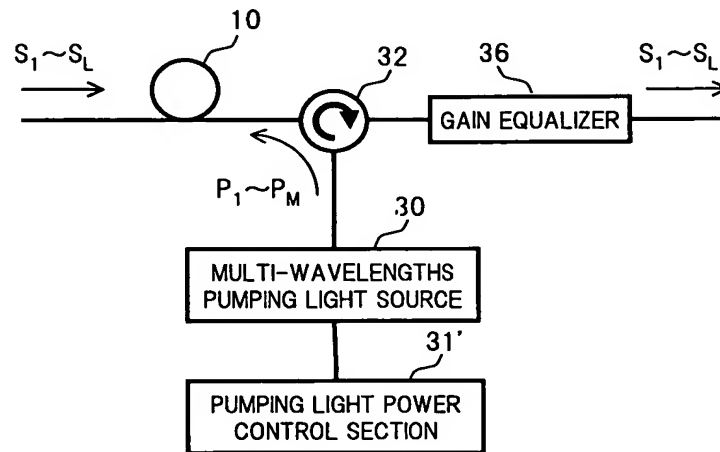 10
S1~SL
32
36
S1~SL
GAIN EQUALIZER
P1~PM
30
MULTI-WAVELENGTHS
PUMPING LIGHT SOURCE
31'
PUMPING LIGHT POWER
CONTROL SECTION